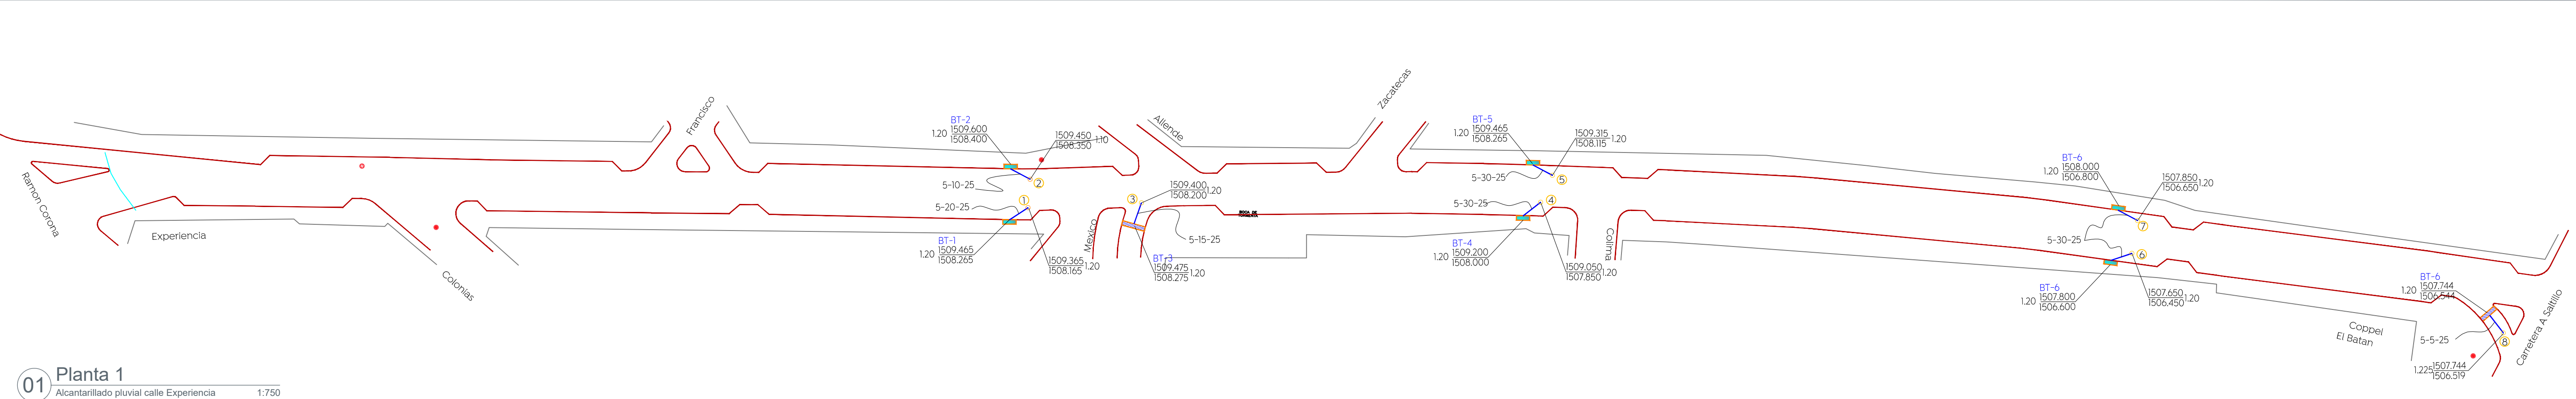 Ramon Corona
Experiencia
Colonias
Francisco
BT-2
1.20
1509.600
1508.400
1509.450
1508.350
1.10
5-10-25
2
5-20-25
1
BT-1
1.20
1509.465
1508.265
1509.365
1508.165
1.20
Mexico
Allende
3
1509.400
1508.200
1.20
5-15-25
BT-3
1509.475
1508.275
1.20
BOCA DE
TORMENTA
Zacatecas
BT-5
1.20
1509.465
1508.265
1509.315
1508.115
1.20
5-30-25
5
5-30-25
4
BT-4
1.20
1509.200
1508.000
1509.050
1507.850
1.20
Colima
BT-6
1.20
1508.000
1506.800
1507.850
1506.650
1.20
7
5-30-25
6
BT-6
1.20
1507.800
1506.600
1507.650
1506.450
1.20
BT-6
1.20
1507.744
1506.544
5-5-25
8
1.225
1507.744
1506.519
Coppel
El Batan
Carretera A Saltillo
01
Planta 1
Alcantarillado pluvial calle Experiencia
1:750